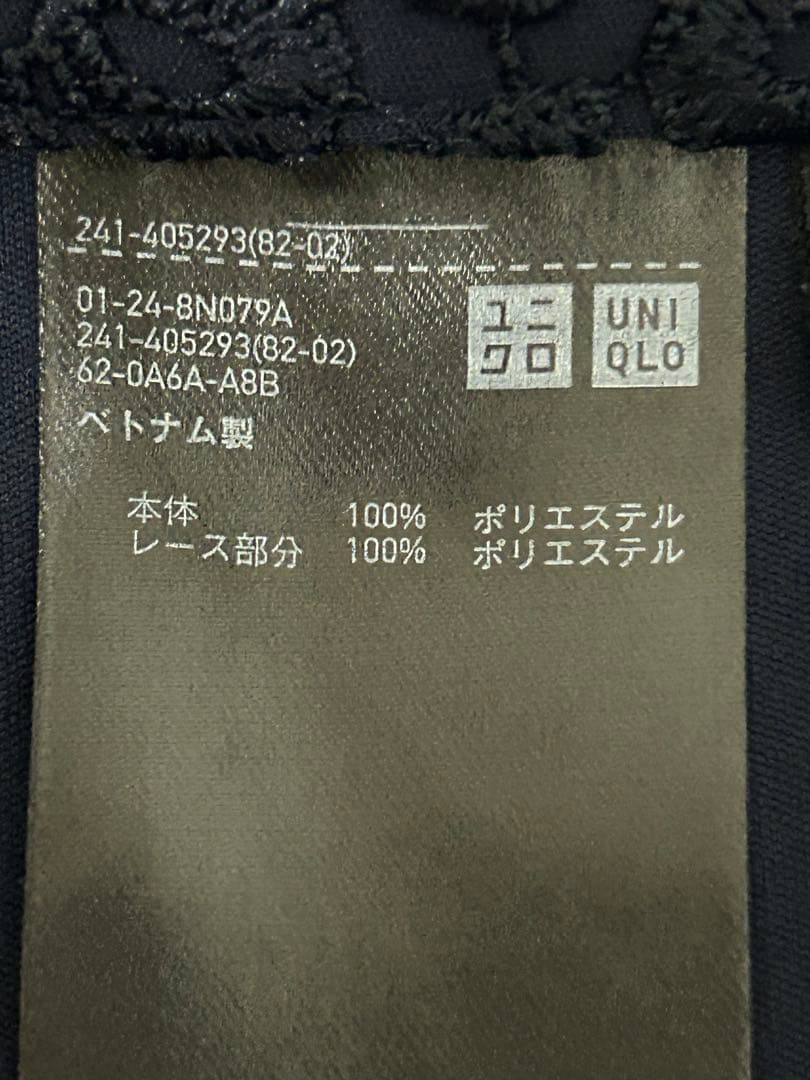 241-405293(82-02)
01-24-8N079A
241-405293(82-02)
62-0A6A-A8B
ベトナム製
ユニ
クロ
UNI
QLO
本体 100% ポリエステル
レース部分 100% ポリエステル